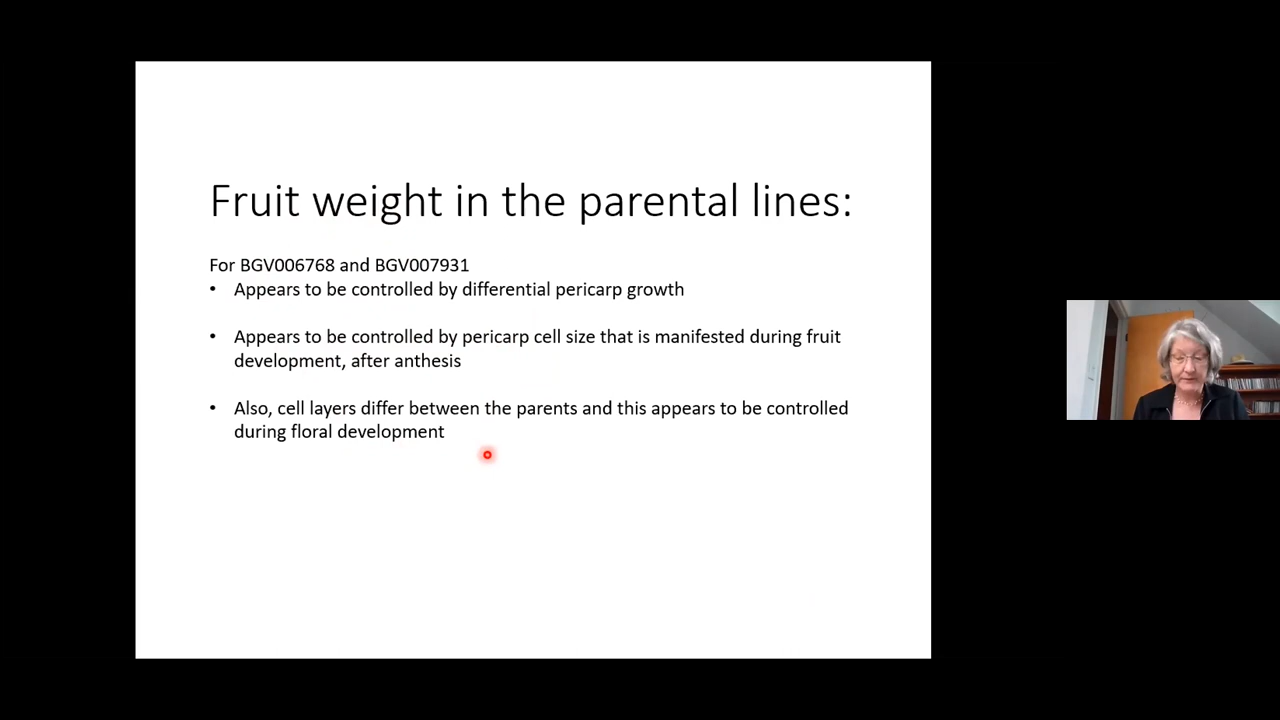 Fruit weight in the parental lines:
For BGV006768 and BGV007931
• Appears to be controlled by differential pericarp growth
• Appears to be controlled by pericarp cell size that is manifested during fruit
development, after anthesis
• Also, cell layers differ between the parents and this appears to be controlled
during floral development